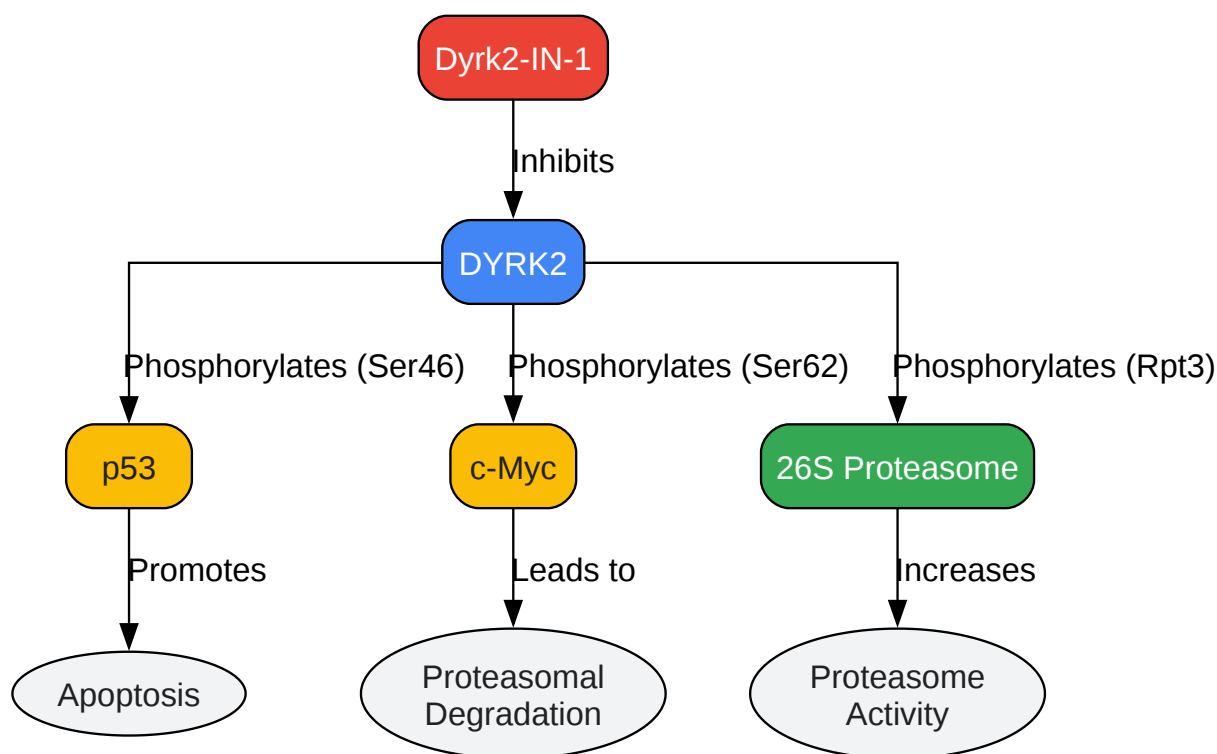 Dyrk2-IN-1
Inhibits
DYRK2
Phosphorylates (Ser46)
Phosphorylates (Ser62)
Phosphorylates (Rpt3)
p53
c-Myc
26S Proteasome
Promotes
Leads to
Increases
Apoptosis
Proteasomal
Degradation
Proteasome
Activity